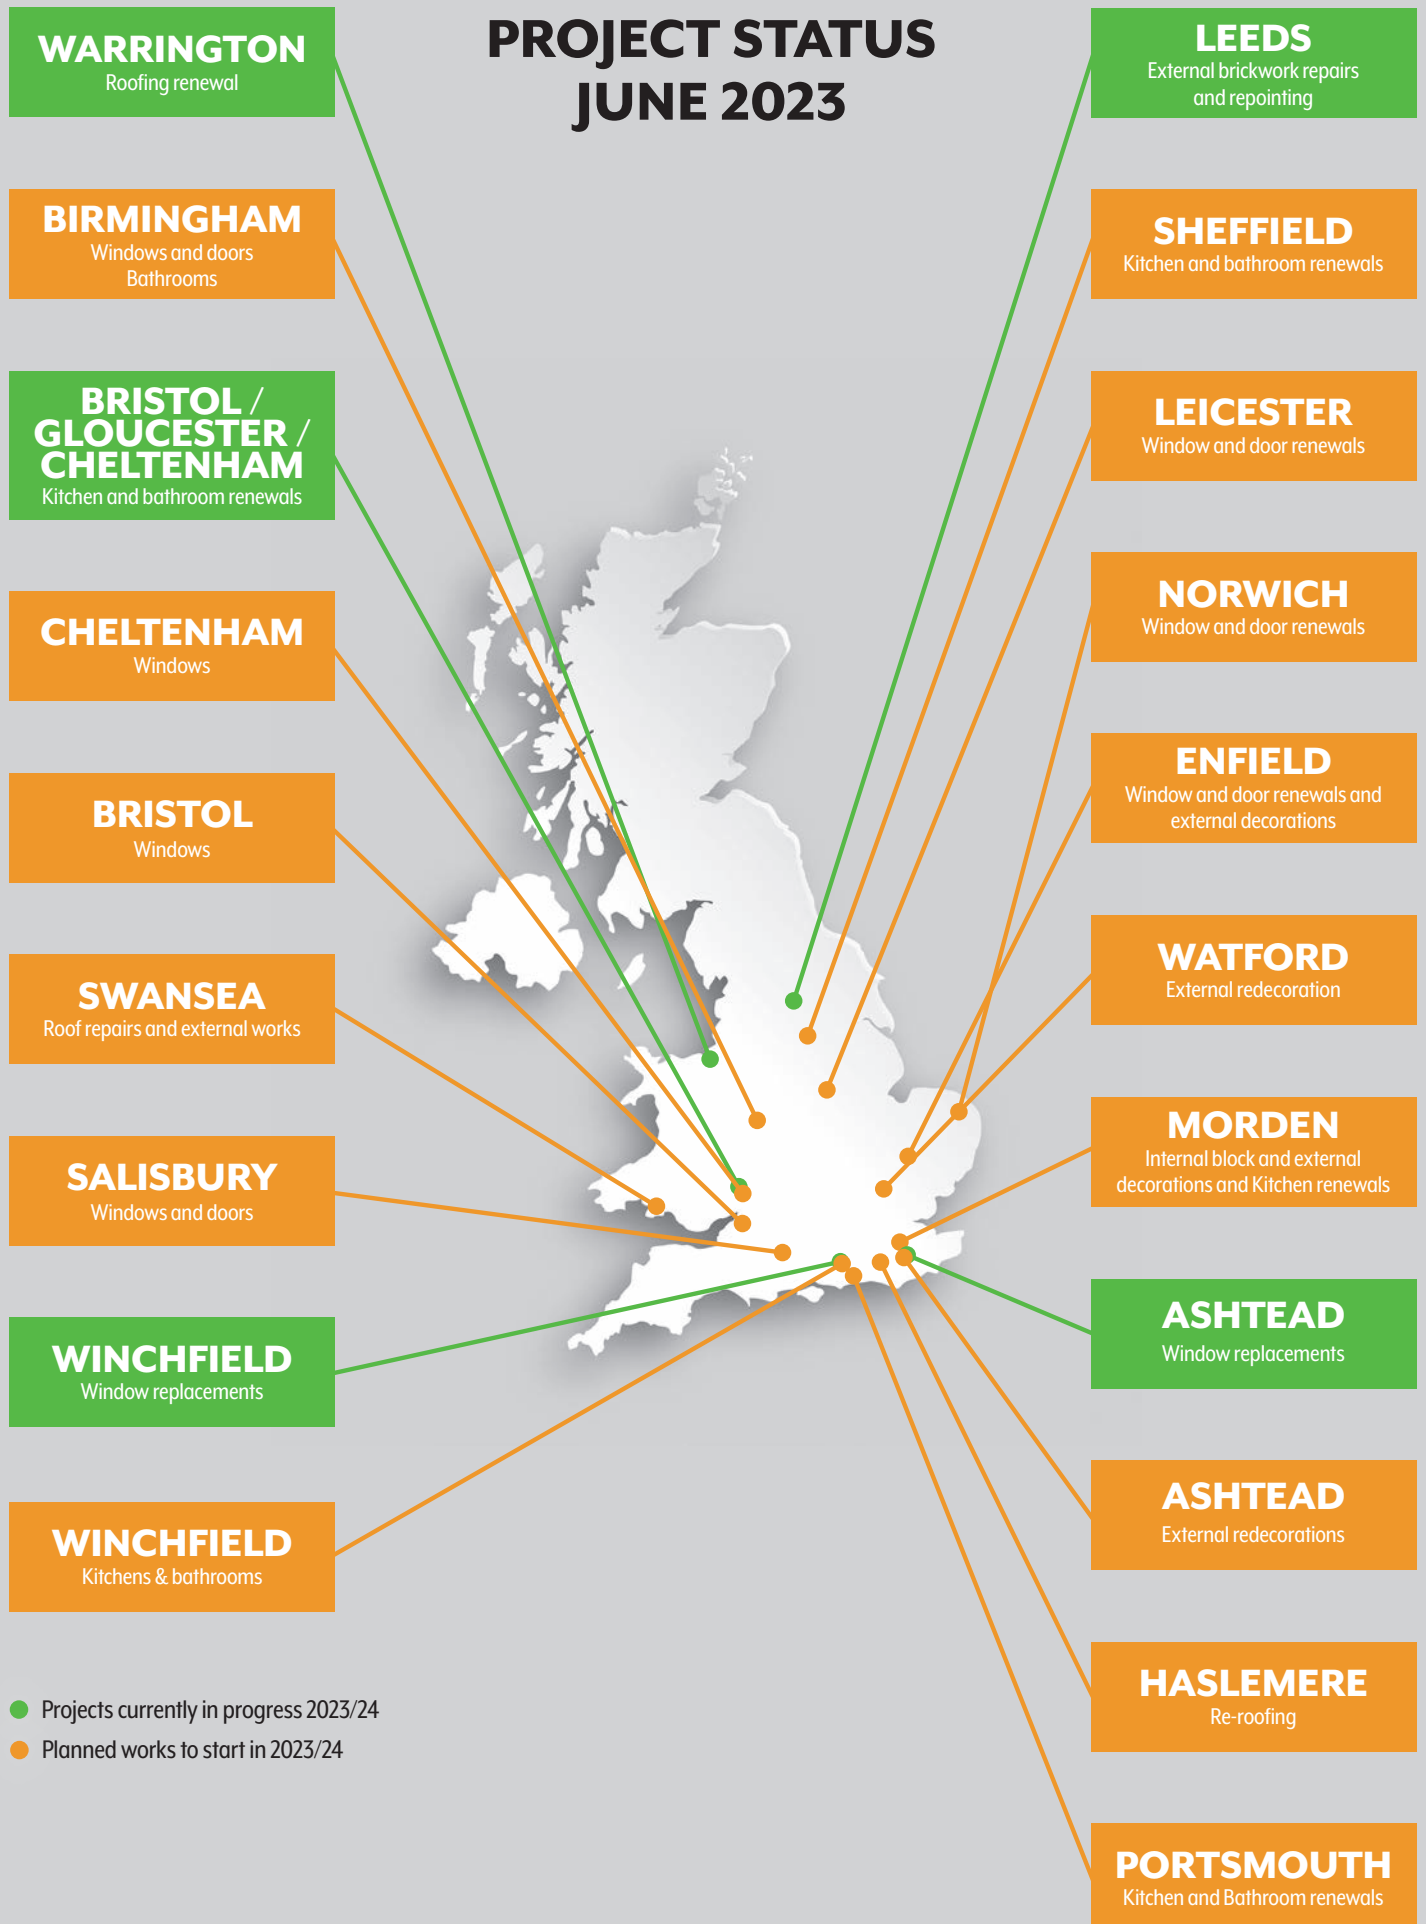 PROJECT STATUS
JUNE 2023
WARRINGTON
Roofing renewal
BIRMINGHAM
Windows and doors
Bathrooms
BRISTOL /
GLOUCESTER /
CHELTENHAM
Kitchen and bathroom renewals
CHELTENHAM
Windows
BRISTOL
Windows
SWANSEA
Roof repairs and external works
SALISBURY
Windows and doors
WINCHFIELD
Window replacements
WINCHFIELD
Kitchens & bathrooms
LEEDS
External brickwork repairs
and repointing
SHEFFIELD
Kitchen and bathroom renewals
LEICESTER
Window and door renewals
NORWICH
Window and door renewals
ENFIELD
Window and door renewals and
external decorations
WATFORD
External redecoration
MORDEN
Internal block and external
decorations and Kitchen renewals
ASHTEAD
Window replacements
ASHTEAD
External redecorations
HASLEMERE
Re-roofing
PORTSMOUTH
Kitchen and Bathroom renewals
Projects currently in progress 2023/24
Planned works to start in 2023/24